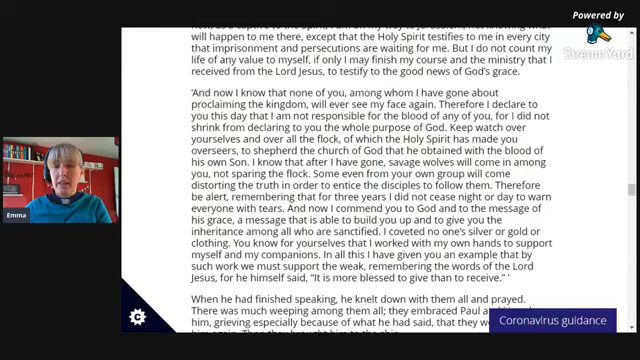 Powered by
StreamYard
now, as a captive to the Spirit, I am on my way to Jerusalem, not knowing what
will happen to me there, except that the Holy Spirit testifies to me in every city
that imprisonment and persecutions are waiting for me. But I do not count my
life of any value to myself, if only I may finish my course and the ministry that I
received from the Lord Jesus, to testify to the good news of God's grace.
'And now I know that none of you, among whom I have gone about
proclaiming the kingdom, will ever see my face again. Therefore I declare to
you this day that I am not responsible for the blood of any of you, for I did not
shrink from declaring to you the whole purpose of God. Keep watch over
yourselves and over all the flock, of which the Holy Spirit has made you
overseers, to shepherd the church of God that he obtained with the blood of
his own Son. I know that after I have gone, savage wolves will come in among
you, not sparing the flock. Some even from your own group will come
distorting the truth in order to entice the disciples to follow them. Therefore
be alert, remembering that for three years I did not cease night or day to warn
everyone with tears. And now I commend you to God and to the message of
his grace, a message that is able to build you up and to give you the
inheritance among all who are sanctified. I coveted no one's silver or gold or
clothing. You know for yourselves that I worked with my own hands to support
myself and my companions. In all this I have given you an example that by
such work we must support the weak, remembering the words of the Lord
Jesus, for he himself said, "It is more blessed to give than to receive." '
When he had finished speaking, he knelt down with them all and prayed.
There was much weeping among them all; they embraced Paul and
him, grieving especially because of what he had said, that they
Emma
Coronavirus guidance